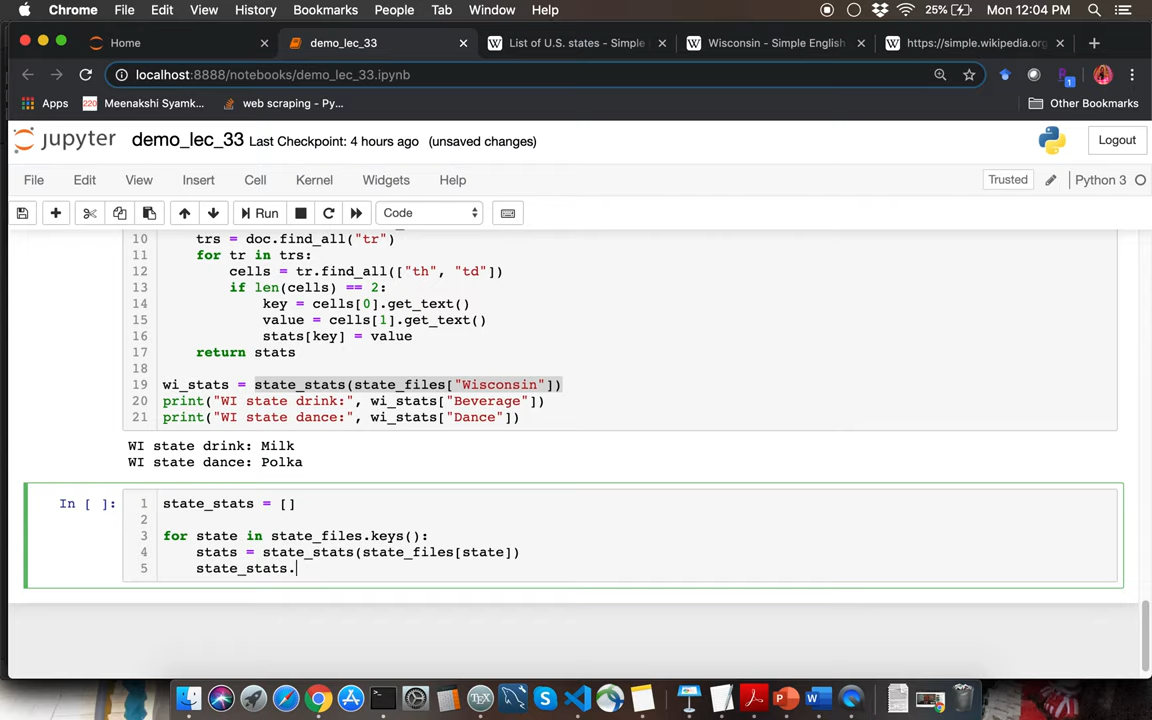 Chrome File Edit View History Bookmarks People Tab Window Help 25% Mon 12:04 PM
Home demo_lec_33 List of U.S. states - Simple Wisconsin - Simple English https://simple.wikipedia.org
localhost:8888/notebooks/demo_lec_33.ipynb 1
Apps 220 Meenakshi Syamk... web scraping - Py... Other Bookmarks
jupyter demo_lec_33 Last Checkpoint: 4 hours ago (unsaved changes) Logout
File Edit View Insert Cell Kernel Widgets Help Trusted Python 3
Run Code
10 trs = doc.find_all("tr")
11 for tr in trs:
12 cells = tr.find_all(["th", "td"])
13 if len(cells) == 2:
14 key = cells[0].get_text()
15 value = cells[1].get_text()
16 stats[key] = value
17 return stats
18
19 wi_stats = state_stats(state_files["Wisconsin"])
20 print("WI state drink:", wi_stats["Beverage"])
21 print("WI state dance:", wi_stats["Dance"])
WI state drink: Milk
WI state dance: Polka
In [ ]: 1 state_stats = []
2
3 for state in state_files.keys():
4 stats = state_stats(state_files[state])
5 state_stats.